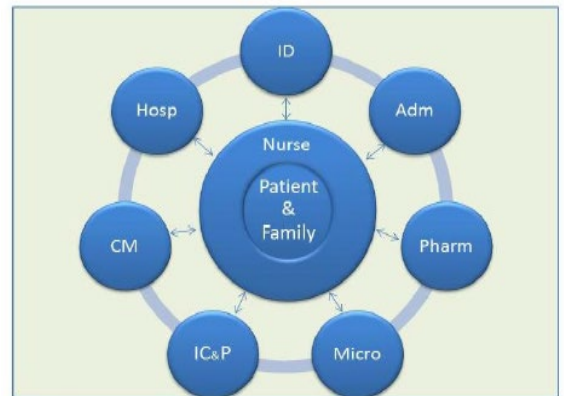 ID
Adm
Pharm
Micro
IC&P
CM
Hosp
Nurse
Patient
&
Family